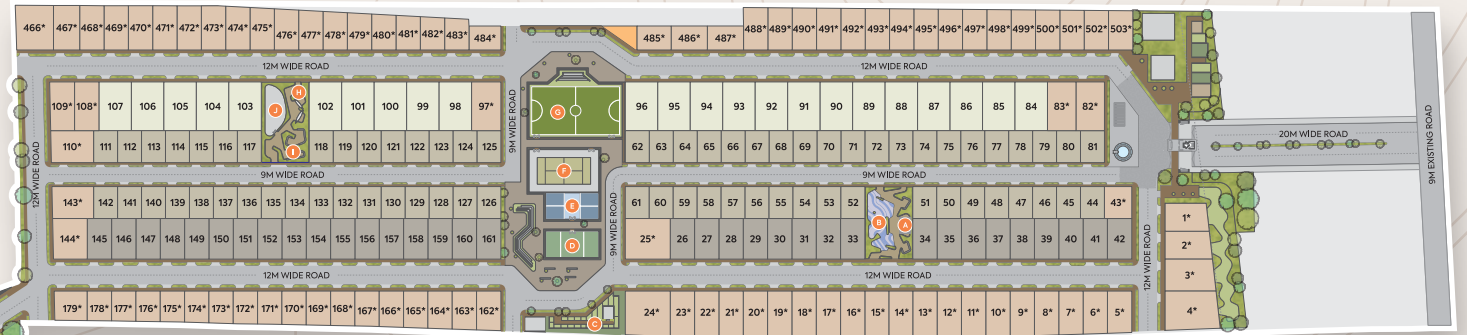 466* 467* 468* 469* 470* 471* 472* 473* 474* 475* 476* 477* 478* 479* 480* 481* 482* 483* 484*
485* 486* 487* 488* 489* 490* 491* 492* 493* 494* 495* 496* 497* 498* 499* 500* 501* 502* 503*
12M WIDE ROAD
12M WIDE ROAD
109* 108* 107 106 105 104 103 J H 102 101 100 99 98 97*
G
96 95 94 93 92 91 90 89 88 87 86 85 84 83* 82*
110* 111 112 113 114 115 116 117 I 118 119 120 121 122 123 124 125
62 63 64 65 66 67 68 69 70 71 72 73 74 75 76 77 78 79 80 81
9M WIDE ROAD
20M WIDE ROAD
9M EXISTING ROAD
12M WIDE ROAD
9M WIDE ROAD
F
9M WIDE ROAD
143* 142 141 140 139 138 137 136 135 134 133 132 131 130 129 128 127 126
E
61 60 59 58 57 56 55 54 53 52 B A 51 50 49 48 47 46 45 44 43*
144* 145 146 147 148 149 150 151 152 153 154 155 156 157 158 159 160 161
D
9M WIDE ROAD
25* 26 27 28 29 30 31 32 33 34 35 36 37 38 39 40 41 42
12M WIDE ROAD
1*
2*
3*
4*
12M WIDE ROAD
12M WIDE ROAD
179* 178* 177* 176* 175* 174* 173* 172* 171* 170* 169* 168* 167* 166* 165* 164* 163* 162*
C
24* 23* 22* 21* 20* 19* 18* 17* 16* 15* 14* 13* 12* 11* 10* 9* 8* 7* 6* 5*